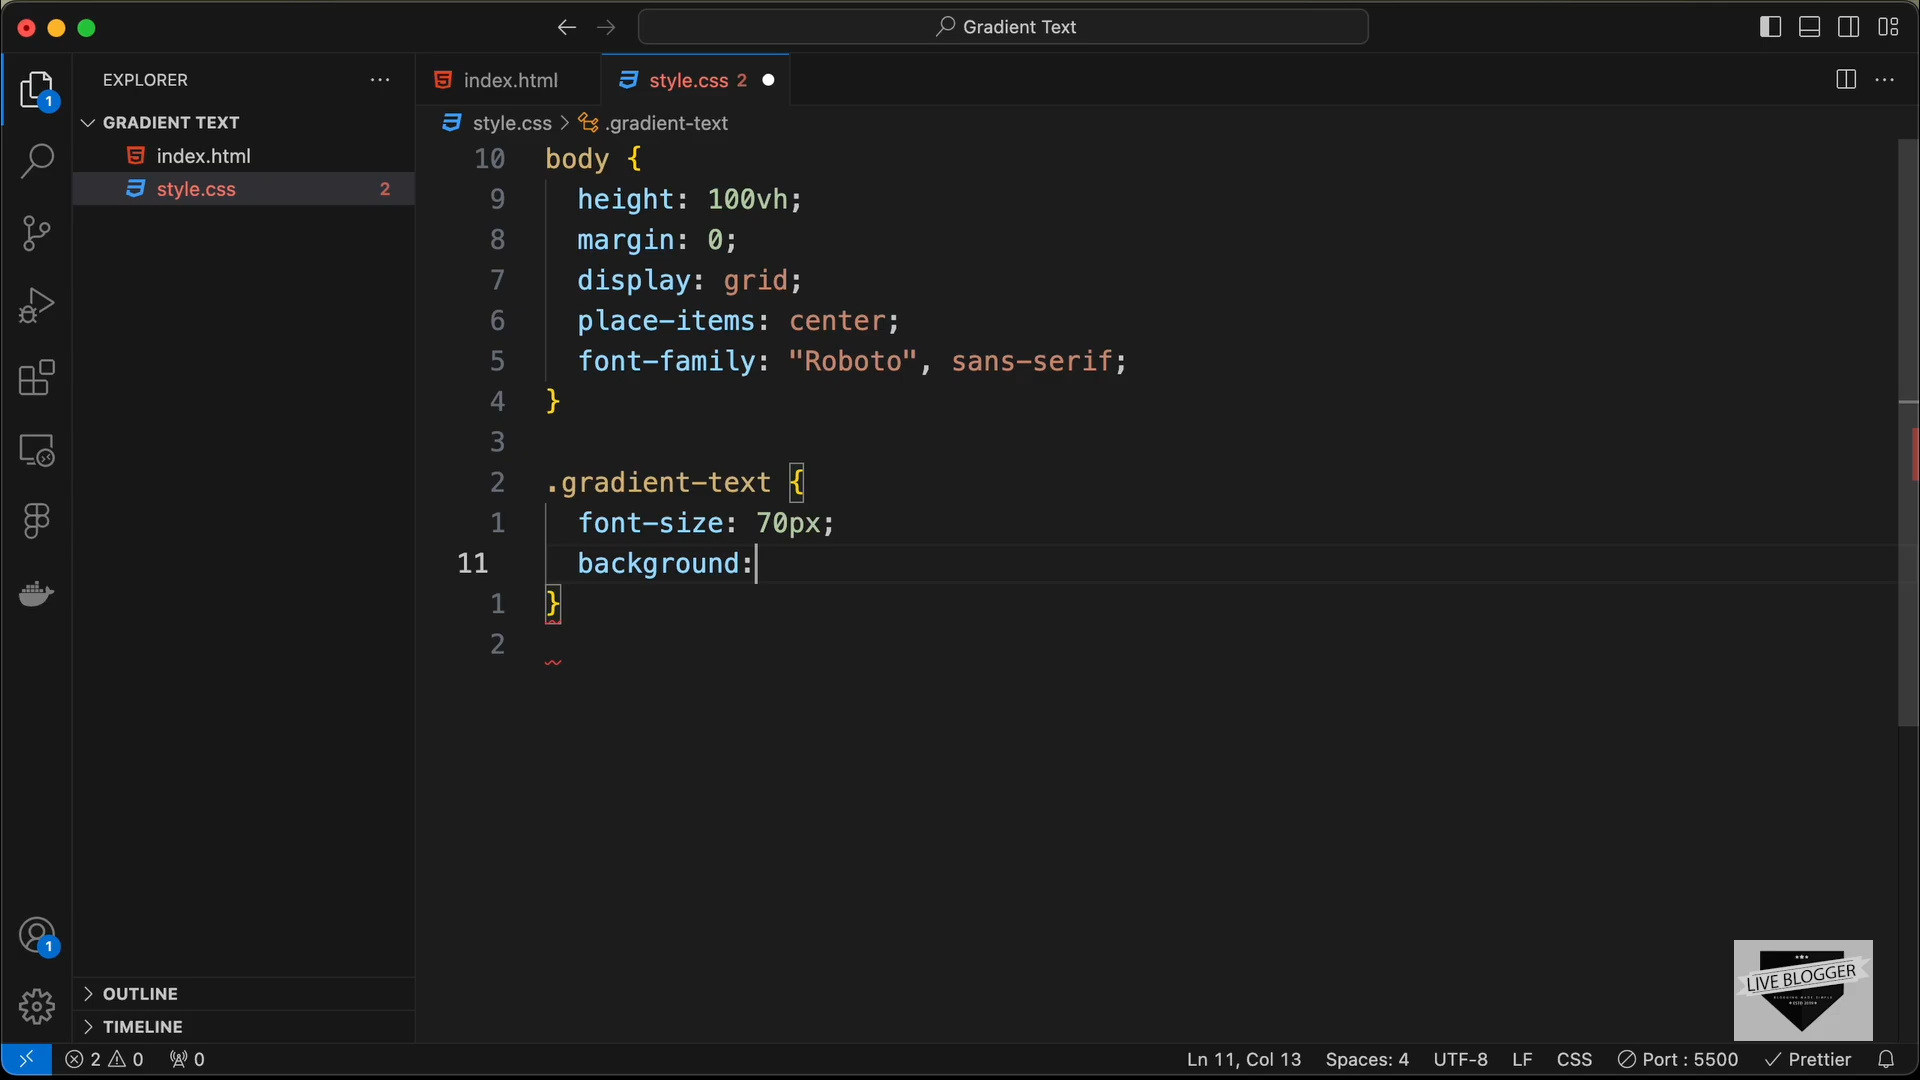 Gradient Text
EXPLORER
GRADIENT TEXT
index.html
style.css 2
index.html
style.css 2
style.css > .gradient-text
10 body {
9 height: 100vh;
8 margin: 0;
7 display: grid;
6 place-items: center;
5 font-family: "Roboto", sans-serif;
4 }
3
2 .gradient-text {
1 font-size: 70px;
11 background:
1 }
2
1
1
OUTLINE
TIMELINE
LIVE BLOGGER
2 0 0
Ln 11, Col 13 Spaces: 4 UTF-8 LF CSS Port : 5500 Prettier